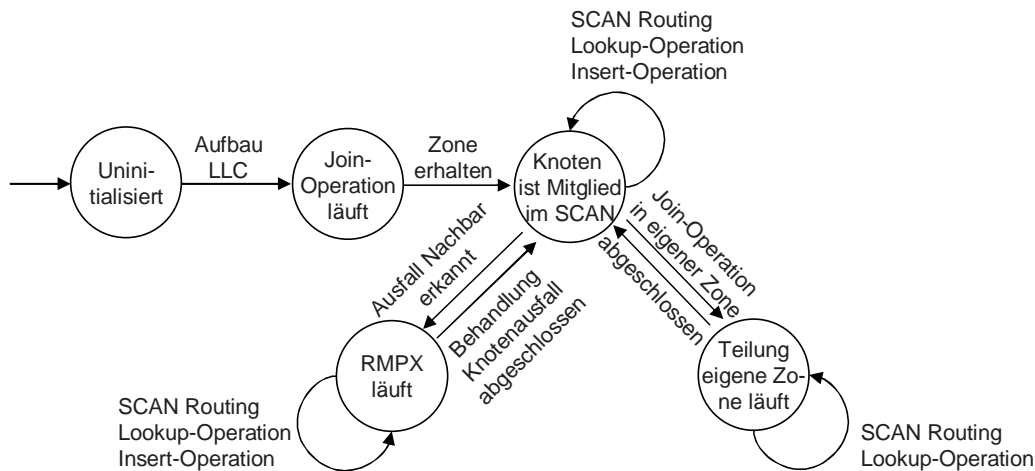 SCAN Routing
Lookup-Operation
Insert-Operation
Unini-
tialisiert
Aufbau
LLC
Join-
Operation
läuft
Zone
erhalten
Knoten
ist Mitglied
im SCAN
Ausfall Nachbar
erkannt
Behandlung
Knotenausfall
abgeschlossen
Join-Operation
in eigener Zone
abgeschlossen
RMPX
läuft
Teilung
eigene Zo-
ne läuft
SCAN Routing
Lookup-Operation
Insert-Operation
SCAN Routing
Lookup-Operation